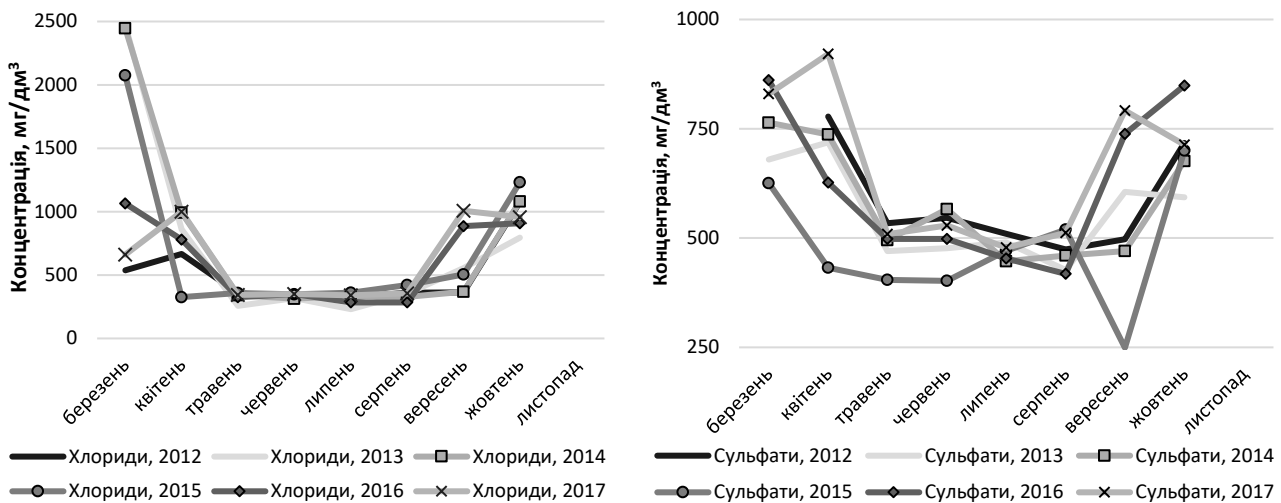 Концентрація, мг/дм³
2500
2000
1500
1000
500
0
березень
квітень
травень
червень
липень
серпень
вересень
жовтень
листопад
Хлориди, 2012 Хлориди, 2013 Хлориди, 2014
Хлориди, 2015 Хлориди, 2016 Хлориди, 2017
Концентрація, мг/дм³
1000
750
500
250
березень
квітень
травень
червень
липень
серпень
вересень
жовтень
листопад
Сульфати, 2012 Сульфати, 2013 Сульфати, 2014
Сульфати, 2015 Сульфати, 2016 Сульфати, 2017